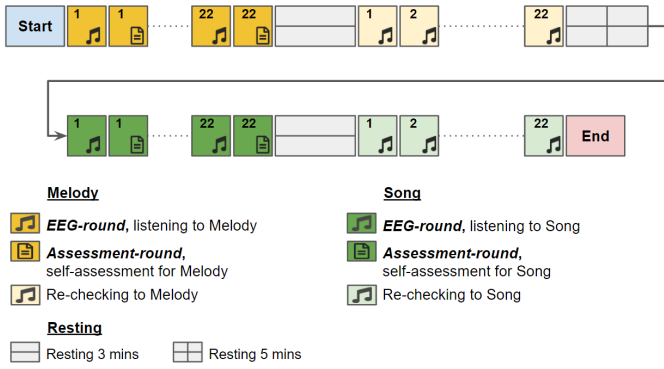 Start 1 1 22 22 1 2 22
1 1 22 22 1 2 22 End
Melody
EEG-round, listening to Melody
Assessment-round,
self-assessment for Melody
Re-checking to Melody
Song
EEG-round, listening to Song
Assessment-round,
self-assessment for Song
Re-checking to Song
Resting
Resting 3 mins
Resting 5 mins